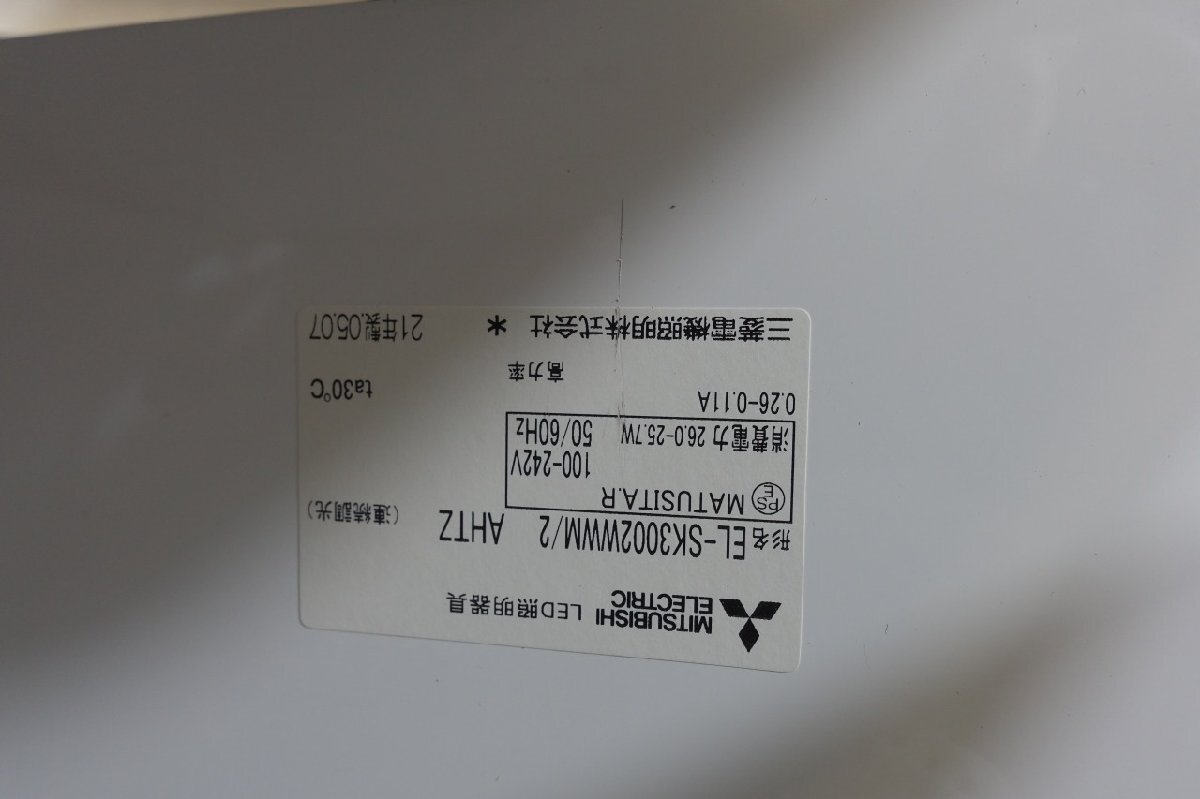 MITSUBISHI
ELECTRIC
LED照明器具
形名 EL-SK3002WWM/2 AHTZ (連続調光)
PS
E
MATUSITA.R
100-242V
消費電力 26.0-25.7W 50/60Hz
0.26-0.11A
高力率
ta30℃
三菱電機照明株式会社 * 21年製.05.07